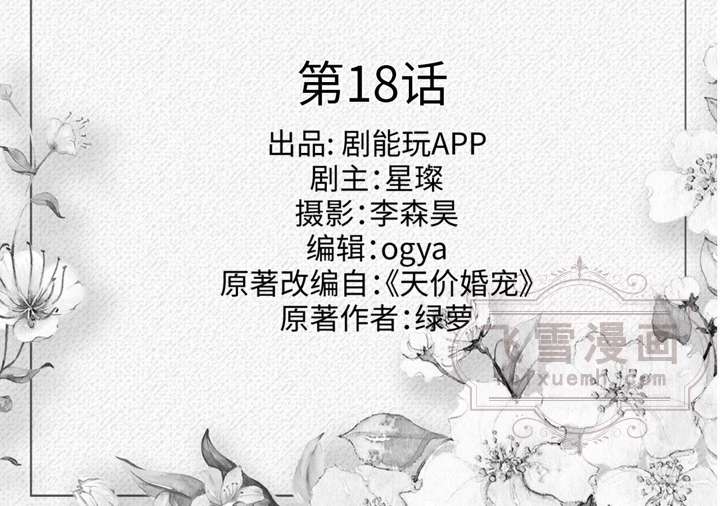 第18话
出品: 剧能玩APP
剧主：星璨
摄影：李森昊
编辑：ogya
原著改编自：《天价婚宠》
原著作者：绿萝
飞雪漫画